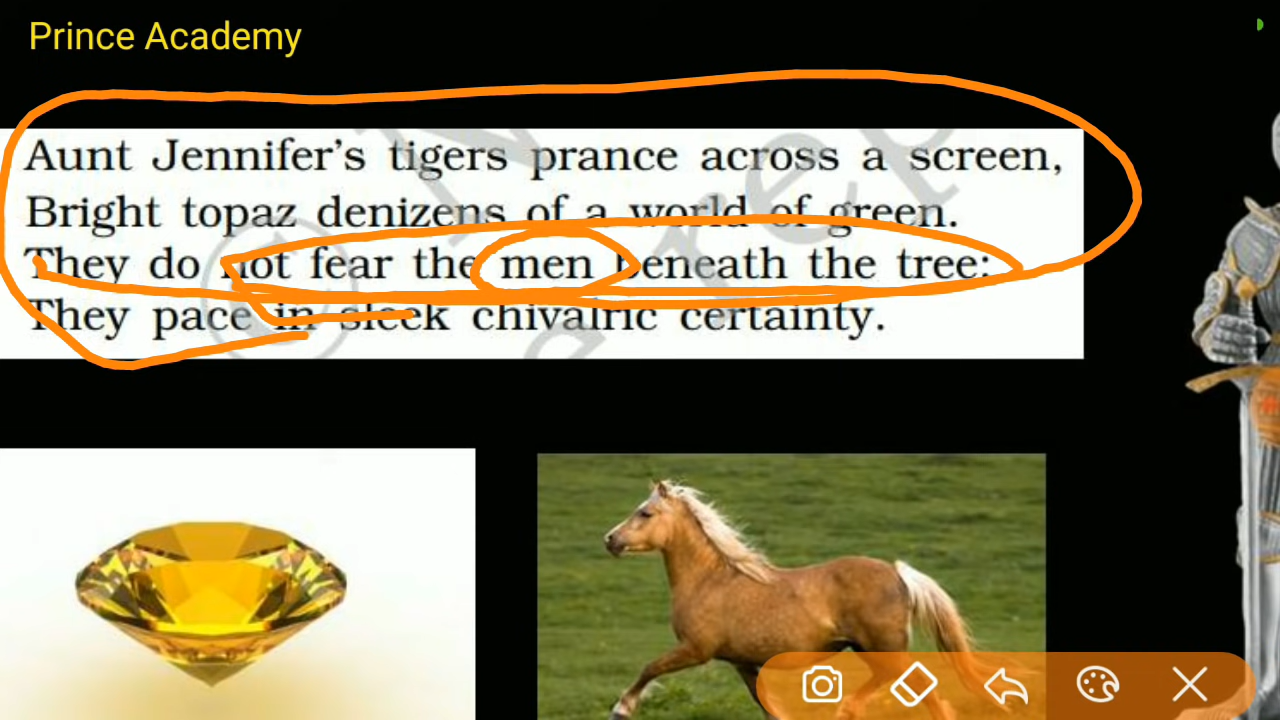 Prince Academy
Aunt Jennifer's tigers prance across a screen,
Bright topaz denizens of a world of green.
They do not fear the men beneath the tree;
They pace in sleek chivalric certainty.